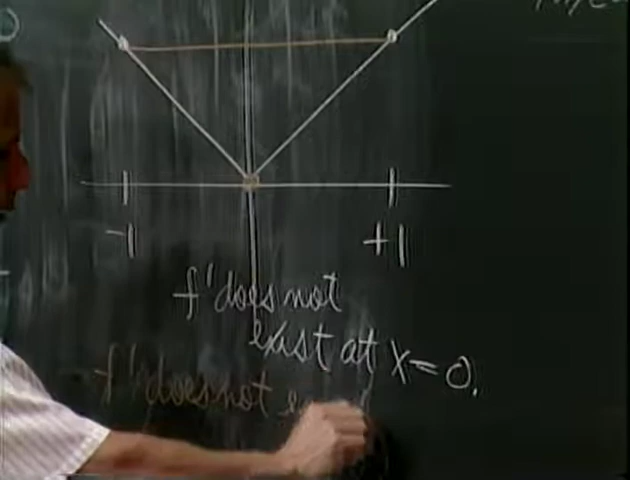 -1 +1
f' does not
exist at x = 0.
f' does not